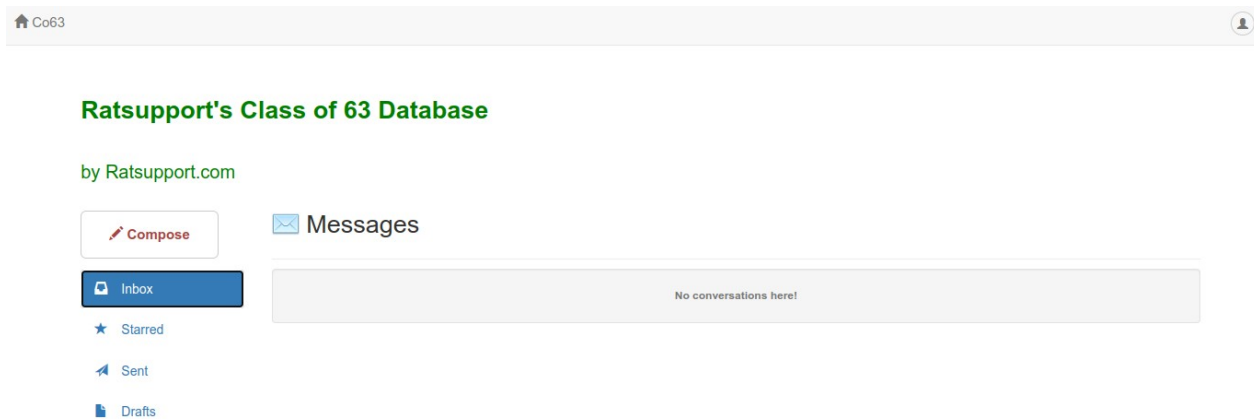 Co63
Ratsupport's Class of 63 Database
by Ratsupport.com
Compose
Messages
Inbox
No conversations here!
Starred
Sent
Drafts